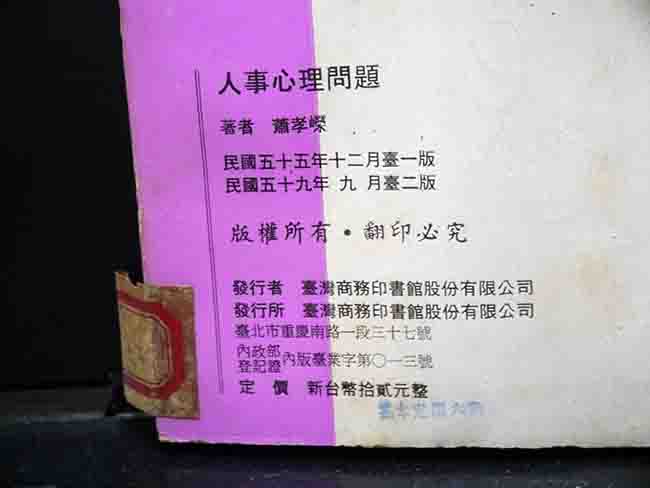 人事心理問題
著者 蕭孝嶸
民國五十五年十二月臺一版
民國五十九年 九 月臺二版
版權所有・翻印必究
發行者 臺灣商務印書館股份有限公司
發行所 臺灣商務印書館股份有限公司
臺北市重慶南路一段三十七號
內政部登記證 內版臺業字第〇一三號
定 價 新台幣拾貳元整